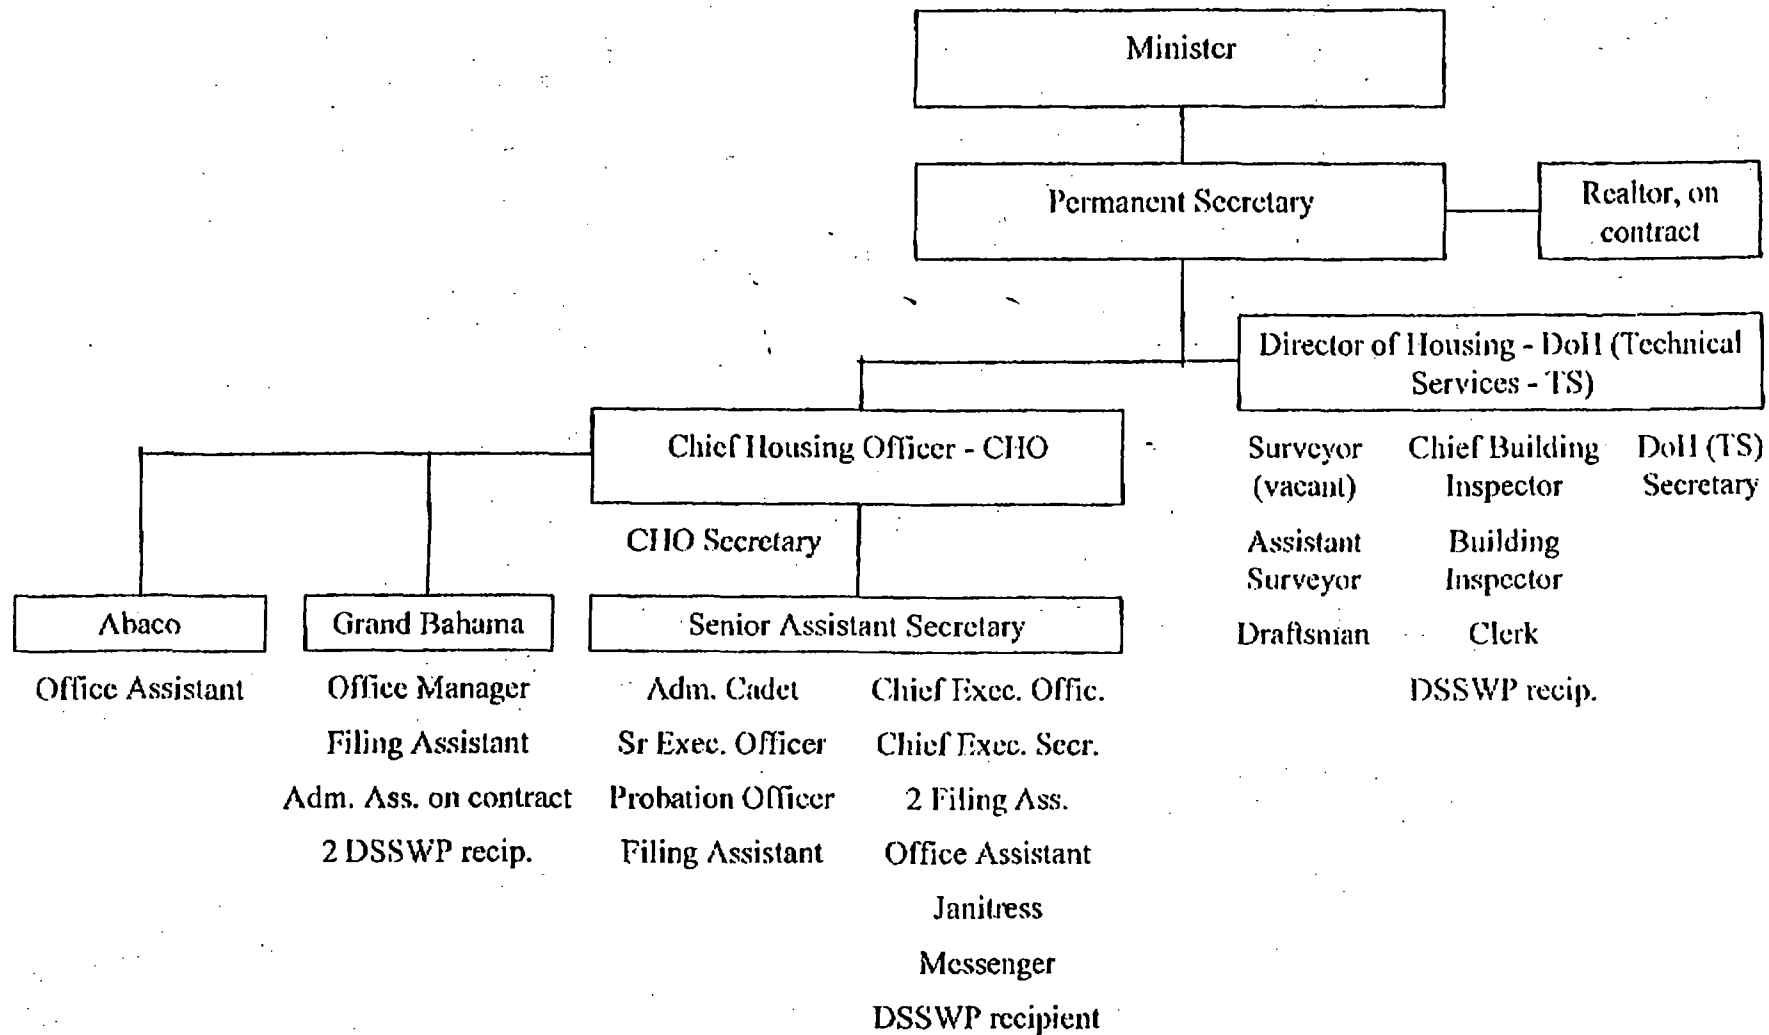 Minister
Permanent Secretary
Realtor, on
contract
Director of Housing - DoH (Technical
Services - TS)
Chief Housing Officer - CHO
Surveyor
(vacant)
Chief Building
Inspector
DoH (TS)
Secretary
CHO Secretary
Assistant
Surveyor
Building
Inspector
Abaco
Grand Bahama
Senior Assistant Secretary
Draftsman
Clerk
Office Assistant
Office Manager
Adm. Cadet
Chief Exec. Offic.
DSSWP recip.
Filing Assistant
Sr Exec. Officer
Chief Exec. Secr.
Adm. Ass. on contract
Probation Officer
2 Filing Ass.
2 DSSWP recip.
Filing Assistant
Office Assistant
Janitress
Messenger
DSSWP recipient